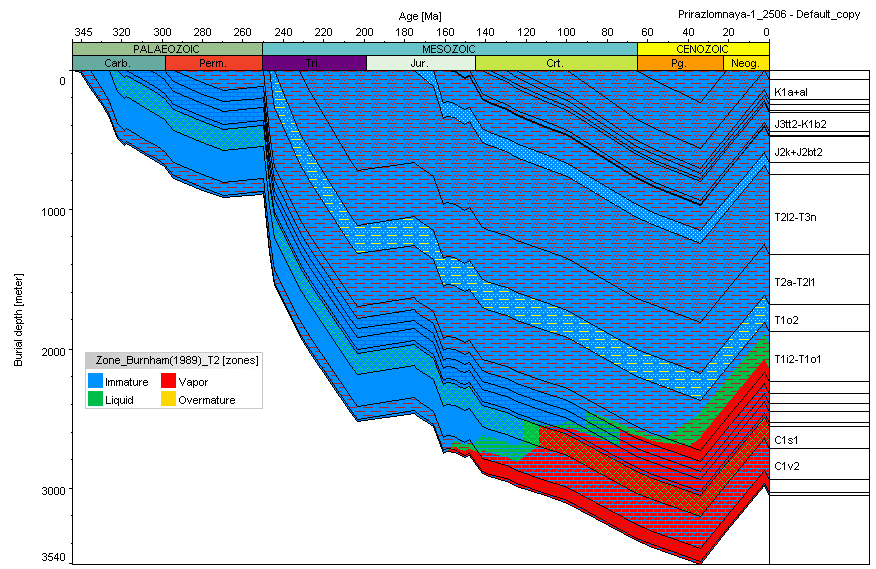 Age [Ma]
Prirazlomnaya-1_2506 - Default_copy
345 320 300 280 260 240 220 200 180 160 140 120 100 80 60 40 20 0
PALAEOZOIC MESOZOIC CENOZOIC
Carb. Perm. Tri. Jur. Crt. Pg. Neog.
0
1000
2000
3000
3540
Burial depth [meter]
K1a+al
J3tt2-K1b2
J2k+J2bt2
T2l2-T3n
T2a-T2l1
T1o2
T1i2-T1o1
C1s1
C1v2
Zone_Burnham(1989)_T2 [zones]
Immature Vapor
Liquid Overmature